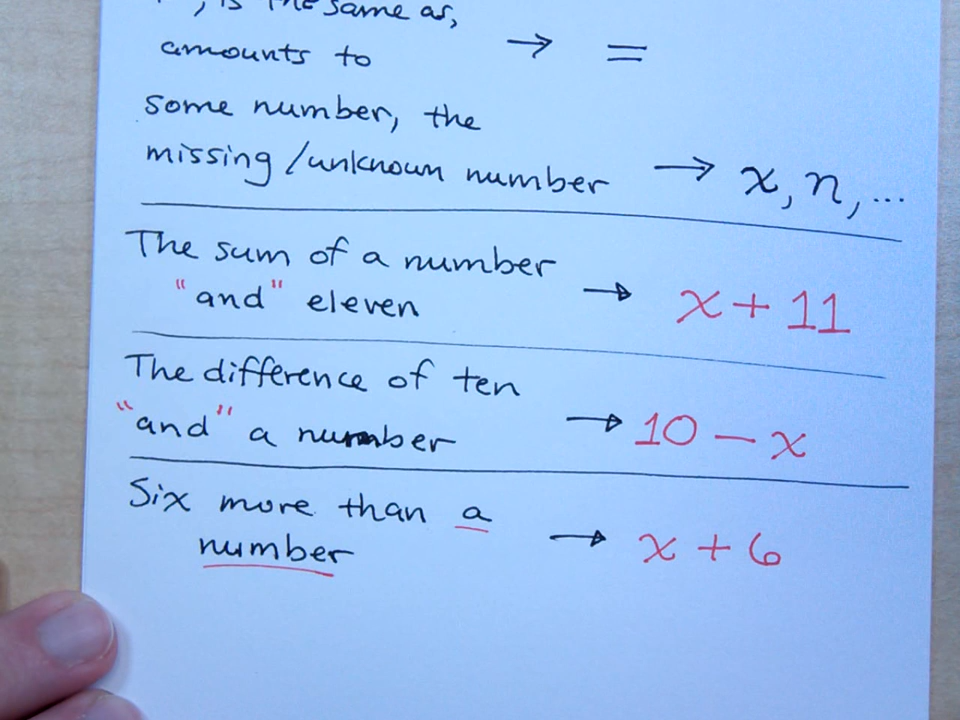 , is the same as,
amounts to → =
some number, the
missing/unknown number → x, n, ...
The sum of a number
"and" eleven → x + 11
The difference of ten
"and" a number → 10 – x
Six more than a
number → x + 6